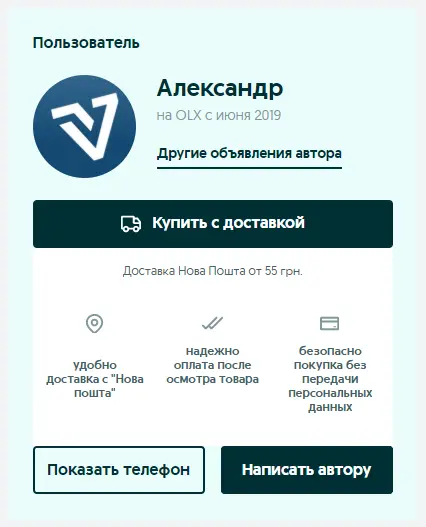 Пользователь
Александр
на OLX с июня 2019
Другие объявления автора
Купить с доставкой
Доставка Нова Пошта от 55 грн.
удобно
доставка с "Нова
пошта"
надежно
оплата после
осмотра товара
безопасно
покупка без
передачи
персональных
данных
Показать телефон
Написать автору